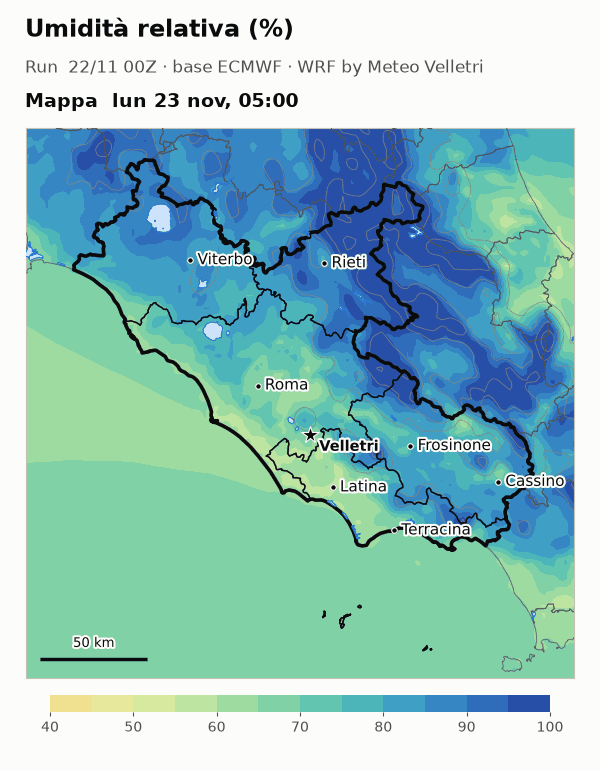 Umidità relativa (%)
Run  22/11 00Z · base ECMWF · WRF by Meteo Velletri
Mappa  lun 23 nov, 05:00
Viterbo
Rieti
Roma
Velletri
Frosinone
Cassino
Latina
Terracina
50 km
40 50 60 70 80 90 100